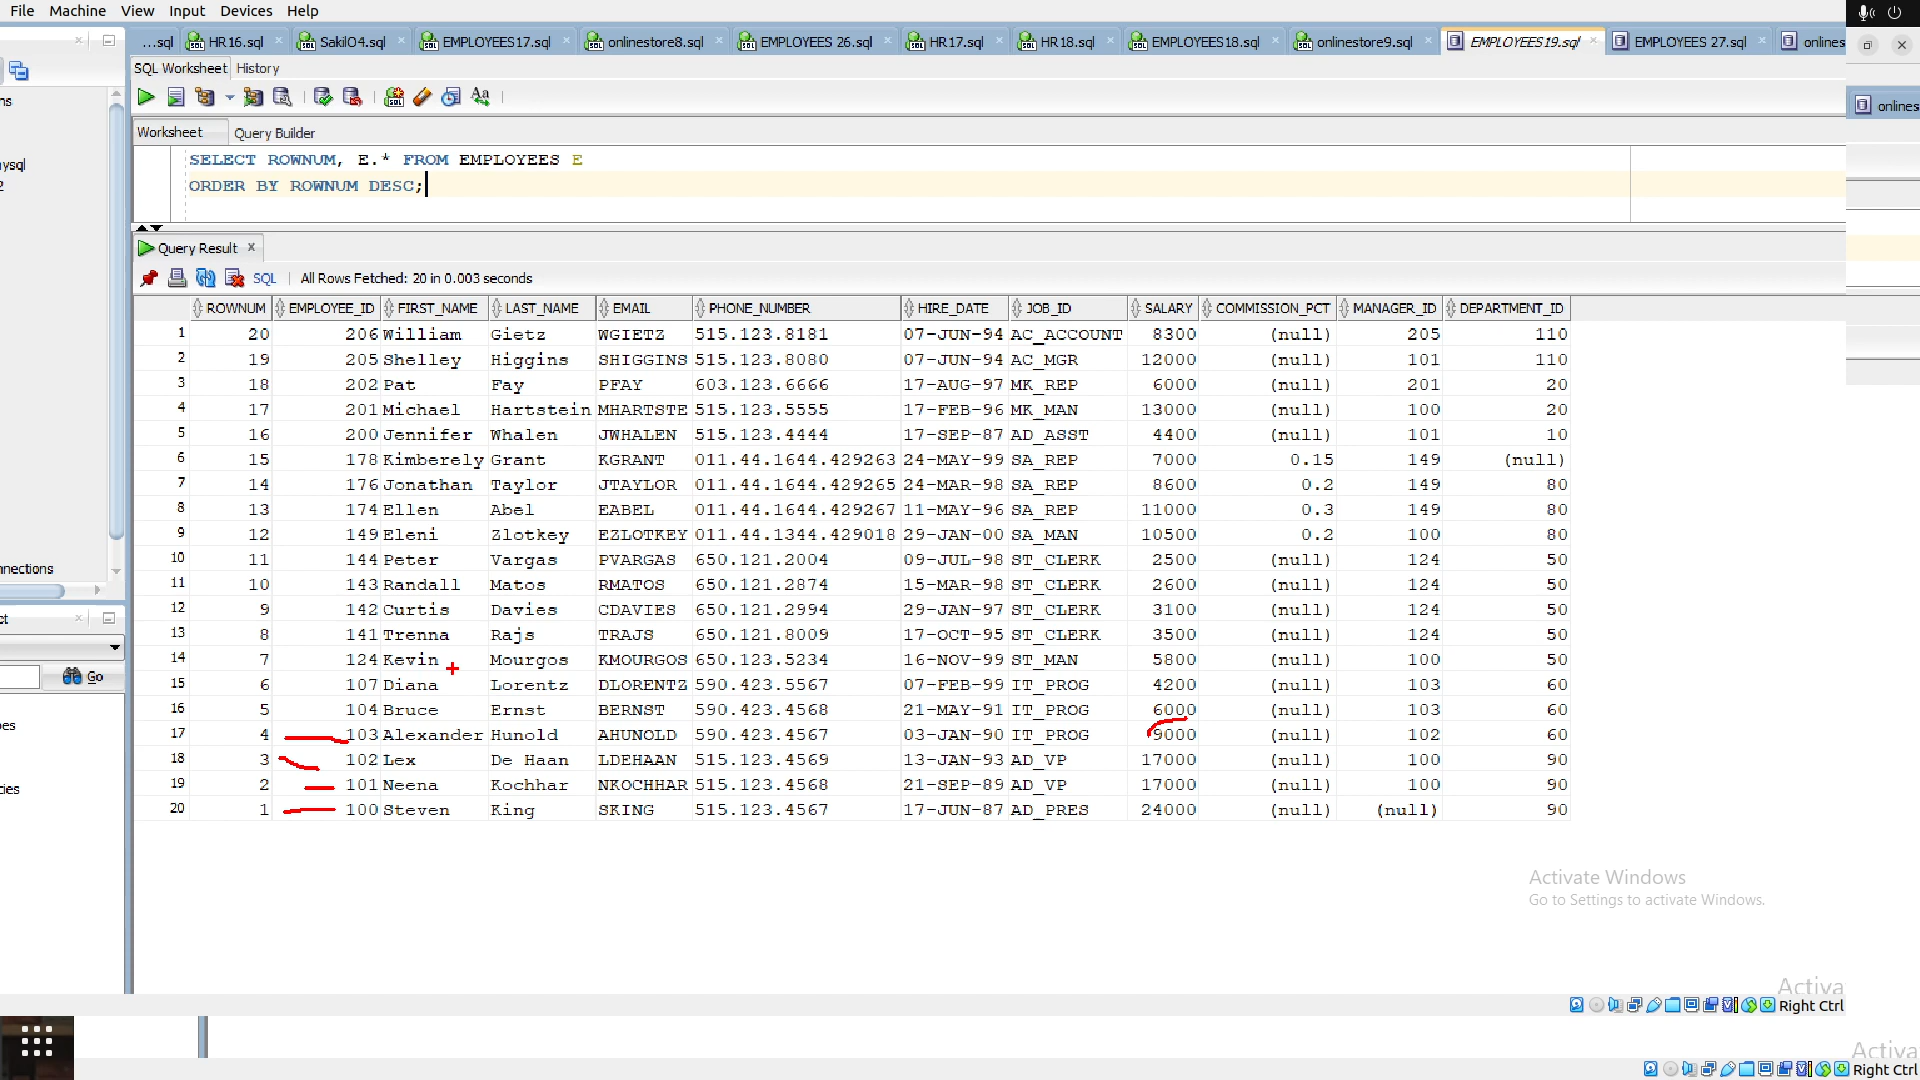 File Machine View Input Devices Help
...sql HR16.sql Sakil04.sql EMPLOYEES17.sql onlinestore8.sql EMPLOYEES 26.sql HR17.sql HR18.sql EMPLOYEES18.sql onlinestore9.sql EMPLOYEES19.sql EMPLOYEES 27.sql onlines
SQL Worksheet History
onlines
Worksheet Query Builder
SELECT ROWNUM, E.* FROM EMPLOYEES E
ORDER BY ROWNUM DESC;
Query Result
SQL All Rows Fetched: 20 in 0.003 seconds
ROWNUM EMPLOYEE_ID FIRST_NAME LAST_NAME EMAIL PHONE_NUMBER HIRE_DATE JOB_ID SALARY COMMISSION_PCT MANAGER_ID DEPARTMENT_ID
1 20 206 William Gietz WGIETZ 515.123.8181 07-JUN-94 AC_ACCOUNT 8300 (null) 205 110
2 19 205 Shelley Higgins SHIGGINS 515.123.8080 07-JUN-94 AC_MGR 12000 (null) 101 110
3 18 202 Pat Fay PFAY 603.123.6666 17-AUG-97 MK_REP 6000 (null) 201 20
4 17 201 Michael Hartstein MHARTSTE 515.123.5555 17-FEB-96 MK_MAN 13000 (null) 100 20
5 16 200 Jennifer Whalen JWHALEN 515.123.4444 17-SEP-87 AD_ASST 4400 (null) 101 10
6 15 178 Kimberely Grant KGRANT 011.44.1644.429263 24-MAY-99 SA_REP 7000 0.15 149 (null)
7 14 176 Jonathan Taylor JTAYLOR 011.44.1644.429265 24-MAR-98 SA_REP 8600 0.2 149 80
8 13 174 Ellen Abel EABEL 011.44.1644.429267 11-MAY-96 SA_REP 11000 0.3 149 80
9 12 149 Eleni Zlotkey EZLOTKEY 011.44.1344.429018 29-JAN-00 SA_MAN 10500 0.2 100 80
10 11 144 Peter Vargas PVARGAS 650.121.2004 09-JUL-98 ST_CLERK 2500 (null) 124 50
11 10 143 Randall Matos RMATOS 650.121.2874 15-MAR-98 ST_CLERK 2600 (null) 124 50
12 9 142 Curtis Davies CDAVIES 650.121.2994 29-JAN-97 ST_CLERK 3100 (null) 124 50
13 8 141 Trenna Rajs TRAJS 650.121.8009 17-OCT-95 ST_CLERK 3500 (null) 124 50
14 7 124 Kevin Mourgos KMOURGOS 650.123.5234 16-NOV-99 ST_MAN 5800 (null) 100 50
15 6 107 Diana Lorentz DLORENTZ 590.423.5567 07-FEB-99 IT_PROG 4200 (null) 103 60
16 5 104 Bruce Ernst BERNST 590.423.4568 21-MAY-91 IT_PROG 6000 (null) 103 60
17 4 103 Alexander Hunold AHUNOLD 590.423.4567 03-JAN-90 IT_PROG 9000 (null) 102 60
18 3 102 Lex De Haan LDEHAAN 515.123.4569 13-JAN-93 AD_VP 17000 (null) 100 90
19 2 101 Neena Kochhar NKOCHHAR 515.123.4568 21-SEP-89 AD_VP 17000 (null) 100 90
20 1 100 Steven King SKING 515.123.4567 17-JUN-87 AD_PRES 24000 (null) (null) 90
ns
ysql
2
nnections
ct
Go
pes
cies
Activate Windows
Go to Settings to activate Windows.
Activa
Right Ctrl
Activa
Right Ctrl